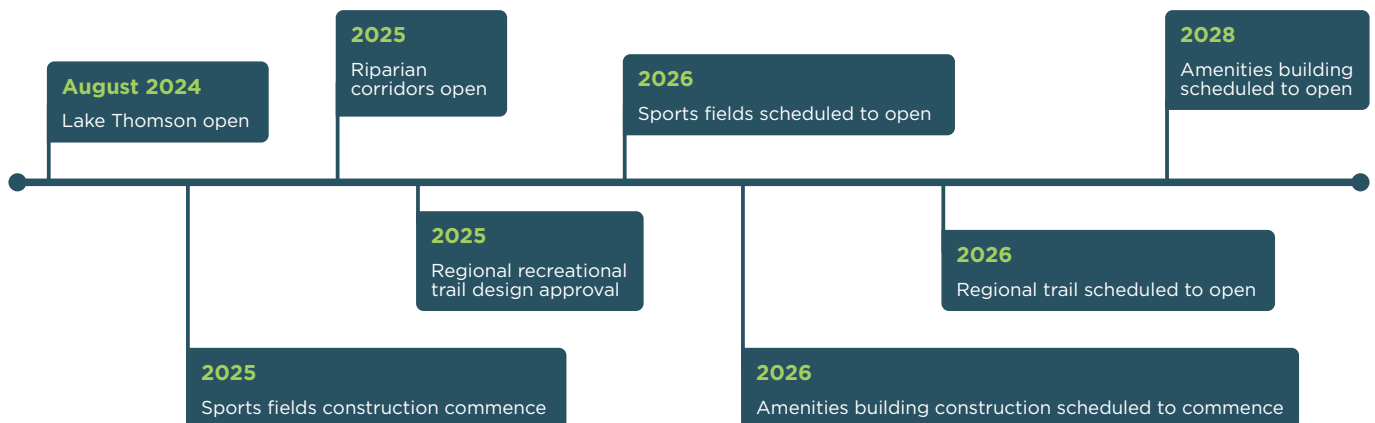 August 2024
Lake Thomson open
2025
Sports fields construction commence
2025
Riparian
corridors open
2025
Regional recreational
trail design approval
2026
Sports fields scheduled to open
2026
Amenities building construction scheduled to commence
2026
Regional trail scheduled to open
2028
Amenities building
scheduled to open